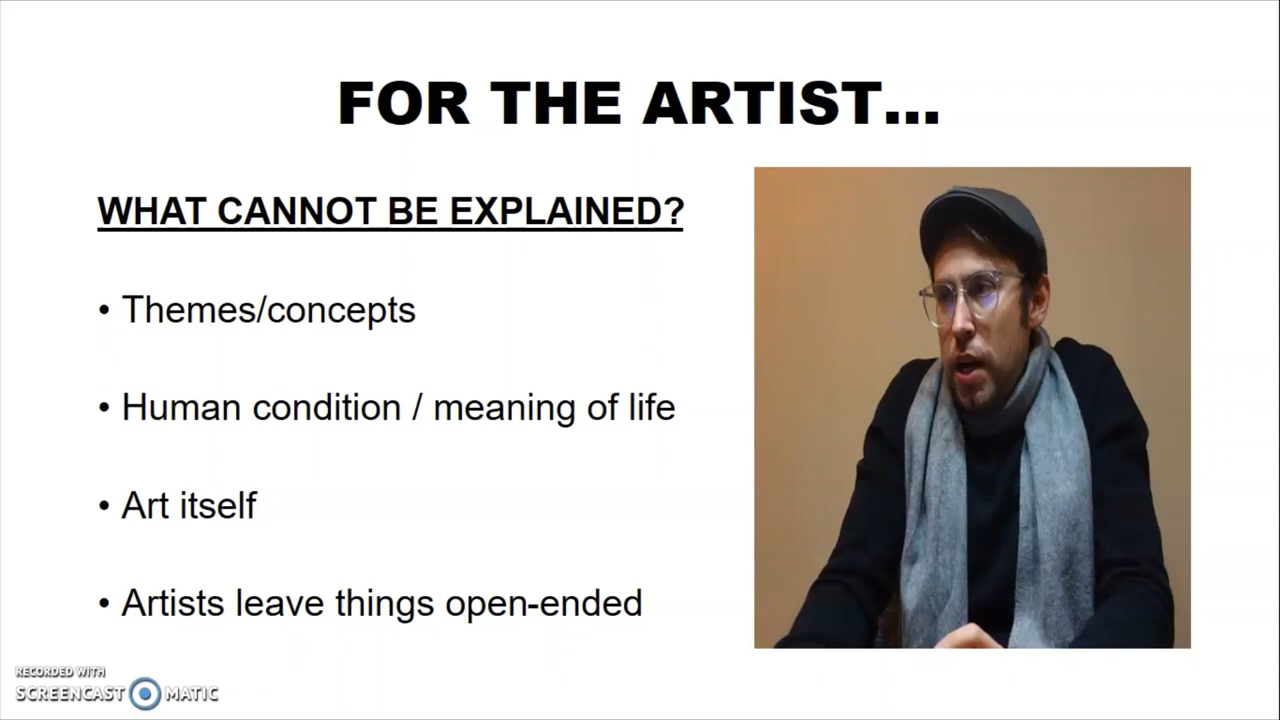 FOR THE ARTIST...
WHAT CANNOT BE EXPLAINED?
• Themes/concepts
• Human condition / meaning of life
• Art itself
• Artists leave things open-ended
RECORDED WITH
SCREENCAST MATIC